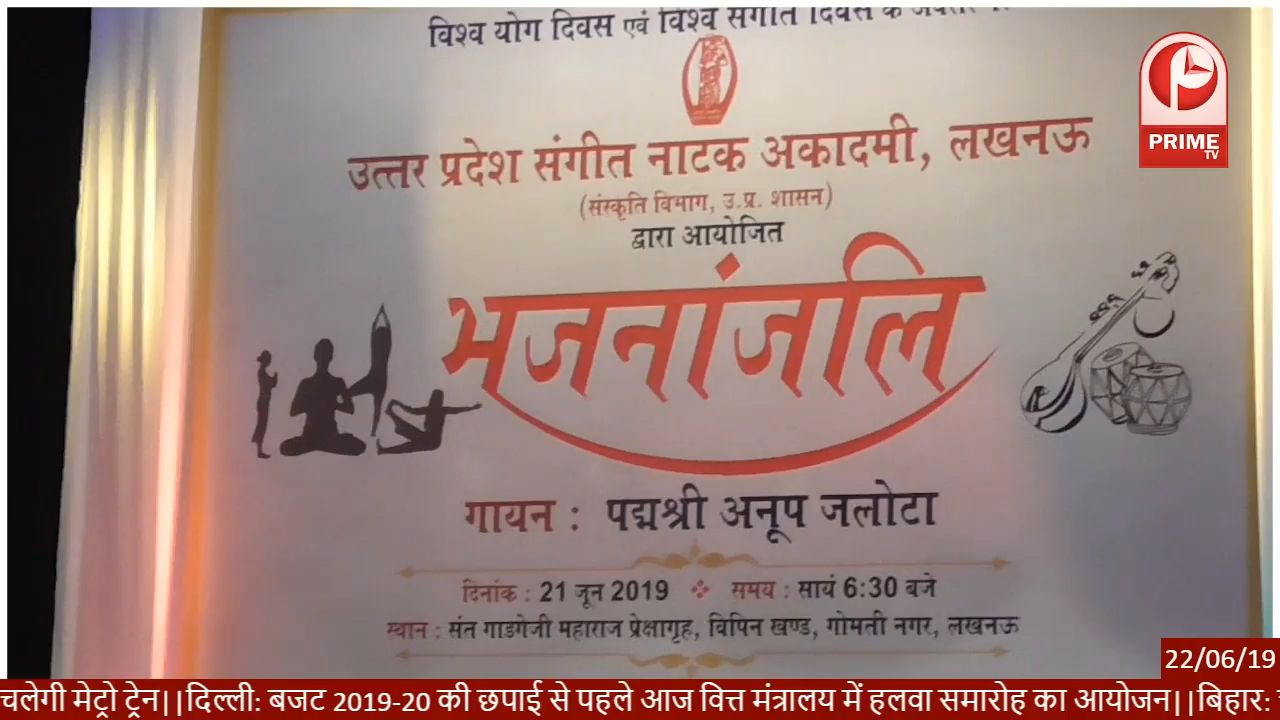 विश्व योग दिवस एवं विश्व संगीत दिवस के
उत्तर प्रदेश संगीत नाटक अकादमी, लखनऊ
(संस्कृति विभाग, उ.प्र. शासन)
द्वारा आयोजित
भजनांजलि
गायन : पद्मश्री अनूप जलोटा
दिनांक : 21 जून 2019 समय : सायं 6:30 बजे
स्थान : संत गाडगेजी महाराज प्रेक्षागृह, विपिन खण्ड, गोमती नगर, लखनऊ
PRIME
TV
22/06/19
चलेगी मेट्रो ट्रेन||दिल्ली: बजट 2019-20 की छपाई से पहले आज वित्त मंत्रालय में हलवा समारोह का आयोजन||बिहार: